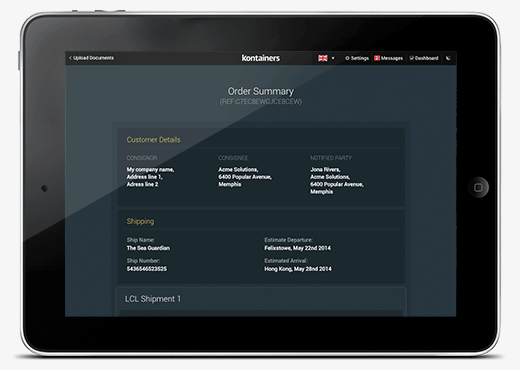 Upload Documents
kontainers
Settings
2 Messages
Dashboard
Order Summary
(REF:C7EC8EWCJCE8CEW)
Customer Details
CONSIGNOR
My company name,
Address line 1,
Adress line 2
CONSIGNEE
Acme Solutions,
6400 Popular Avenue,
Memphis
NOTIFIED PARTY
Jona Rivers,
Acme Solutions,
6400 Popular Avenue,
Memphis
Shipping
Ship Name:
The Sea Guardian
Estimate Departure:
Felixstowe, May 22nd 2014
Ship Number:
5436546523525
Estimated Arrival:
Hong Kong, May 28nd 2014
LCL Shipment 1